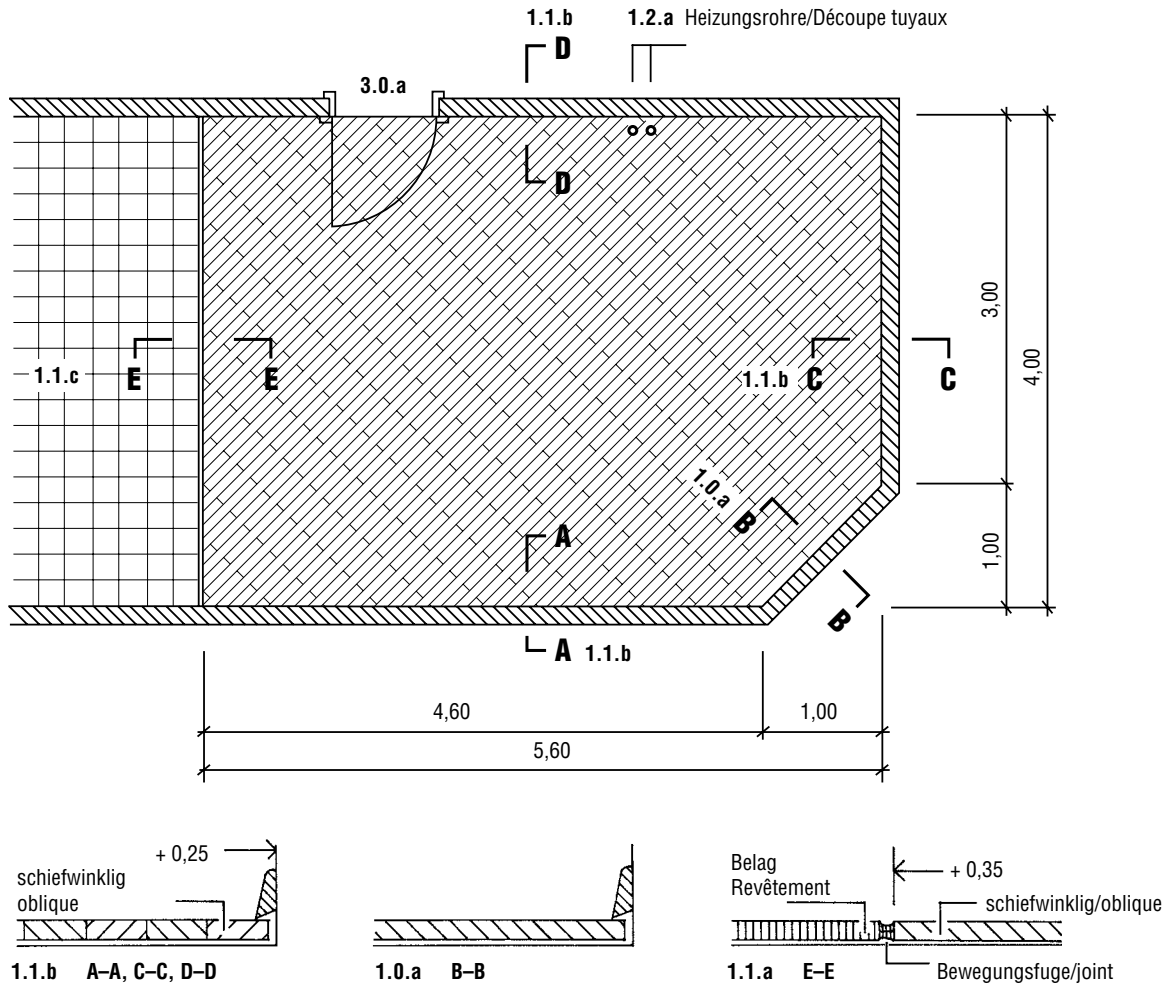 1.1.b
1.2.a Heizungsrohre/Découpe tuyaux
D
3.0.a
D
3,00
4,00
1.1.c
E
E
1.1.b
C
C
1.0.a
B
A
1,00
B
A 1.1.b
4,60
1,00
5,60
+ 0,25
schiefwinklig
oblique
1.1.b A–A, C–C, D–D
1.0.a B–B
Belag
Revêtement
+ 0,35
schiefwinklig/oblique
1.1.a E–E
Bewegungsfuge/joint